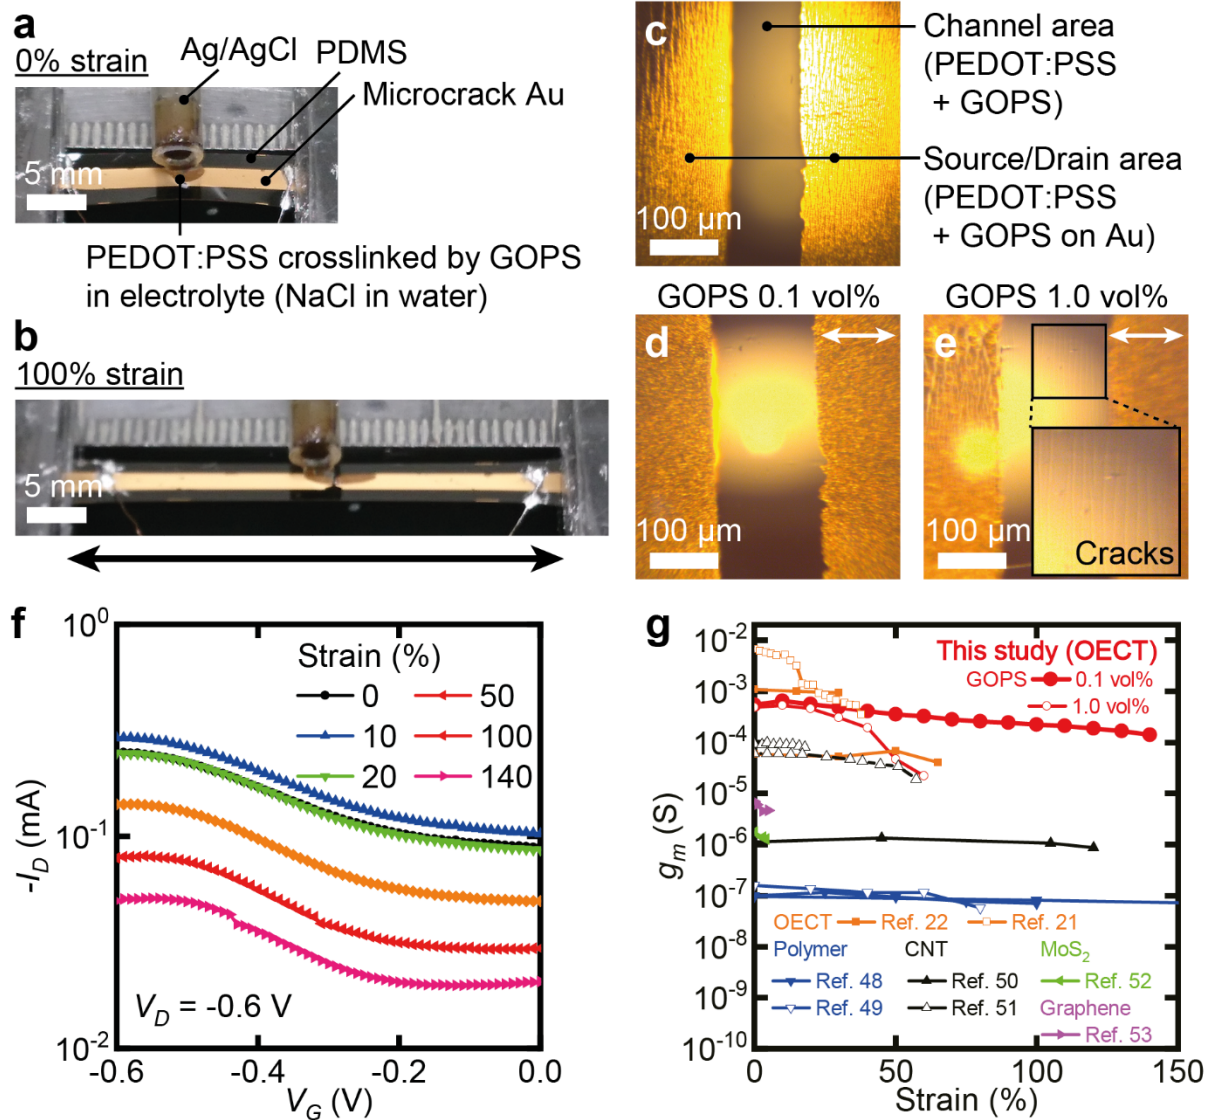 a
0% strain
Ag/AgCl
PDMS
Microcrack Au
5 mm
PEDOT:PSS crosslinked by GOPS
in electrolyte (NaCl in water)
b
100% strain
5 mm
c
Channel area
(PEDOT:PSS
+ GOPS)
Source/Drain area
(PEDOT:PSS
+ GOPS on Au)
100 µm
GOPS 0.1 vol%
GOPS 1.0 vol%
d
100 µm
e
100 µm
Cracks
f
10⁰
10⁻¹
10⁻²
-I_D (mA)
Strain (%)
0
50
10
100
20
140
V_D = -0.6 V
-0.6
-0.4
-0.2
0.0
V_G (V)
g
10⁻²
10⁻³
10⁻⁴
10⁻⁵
10⁻⁶
10⁻⁷
10⁻⁸
10⁻⁹
10⁻¹⁰
g_m (S)
This study (OECT)
GOPS 0.1 vol%
1.0 vol%
OECT Ref. 22 Ref. 21
Polymer CNT MoS₂
Ref. 48 Ref. 50 Ref. 52
Ref. 49 Ref. 51 Graphene
Ref. 53
0
50
100
150
Strain (%)